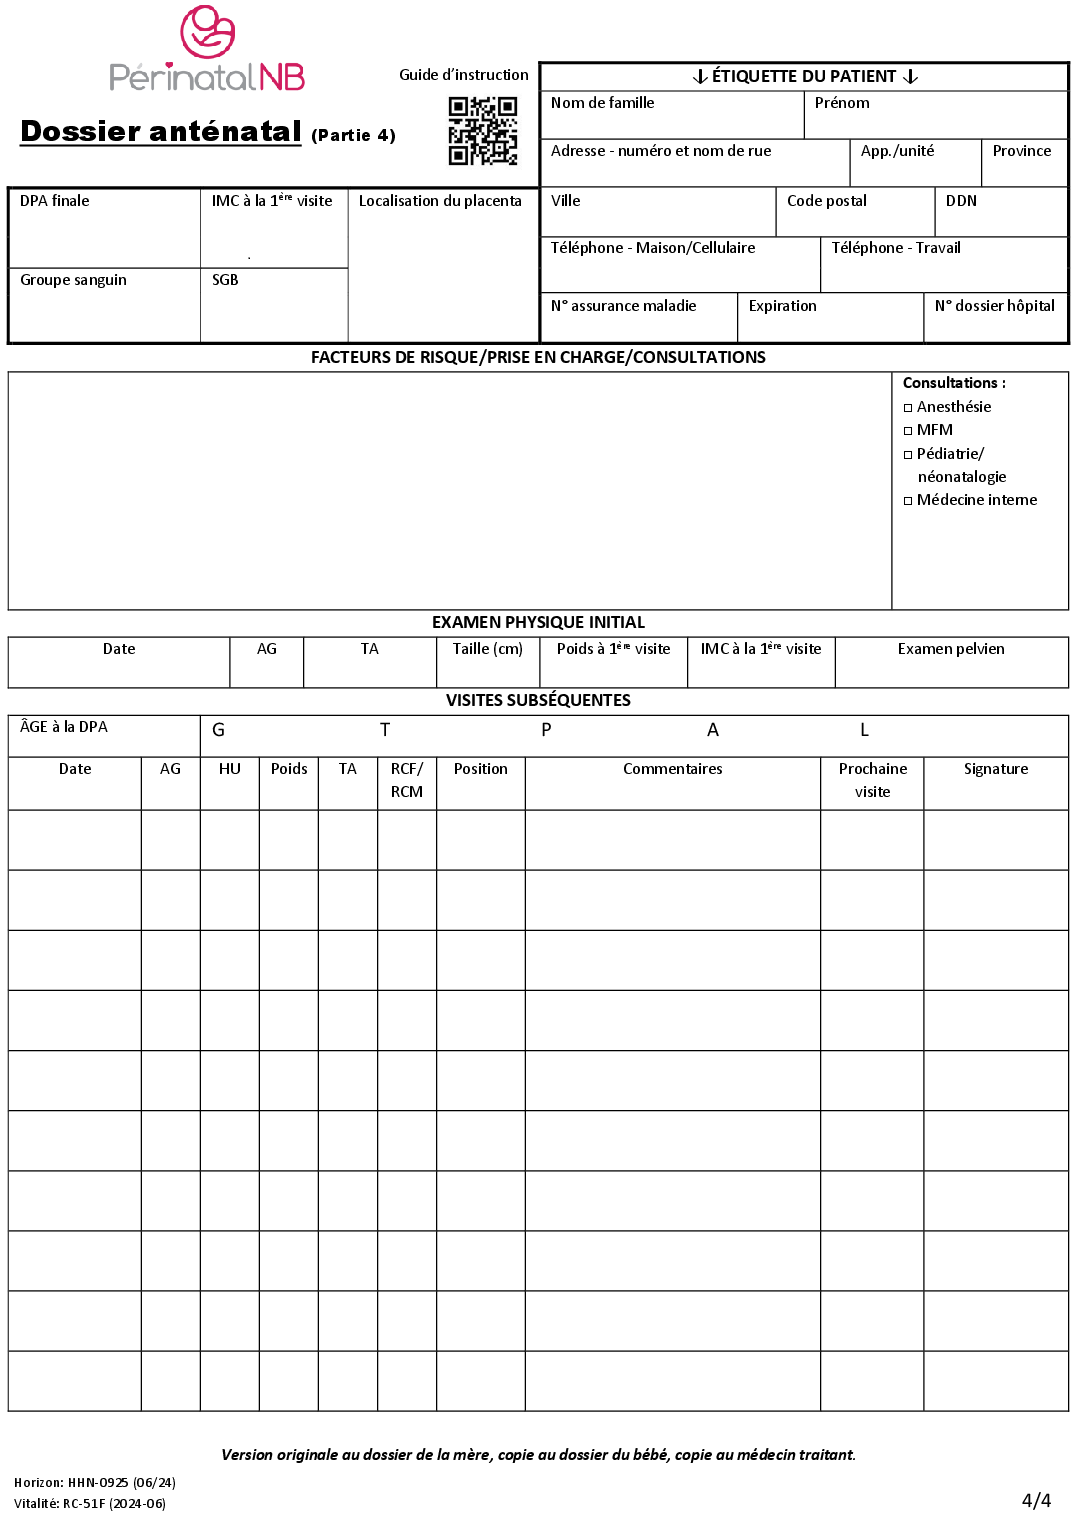 PérinatalNB
Guide d’instruction
Dossier anténatal (Partie 4)
↓ ÉTIQUETTE DU PATIENT ↓
Nom de famille
Prénom
Adresse - numéro et nom de rue
App./unité
Province
DPA finale
IMC à la 1ère visite
Localisation du placenta
Ville
Code postal
DDN
.
Téléphone - Maison/Cellulaire
Téléphone - Travail
Groupe sanguin
SGB
N° assurance maladie
Expiration
N° dossier hôpital
FACTEURS DE RISQUE/PRISE EN CHARGE/CONSULTATIONS
Consultations :
□ Anesthésie
□ MFM
□ Pédiatrie/
néonatalogie
□ Médecine interne
EXAMEN PHYSIQUE INITIAL
Date
AG
TA
Taille (cm)
Poids à 1ère visite
IMC à la 1ère visite
Examen pelvien
VISITES SUBSÉQUENTES
ÂGE à la DPA
G T P A L
Date
AG
HU
Poids
TA
RCF/
RCM
Position
Commentaires
Prochaine
visite
Signature
Version originale au dossier de la mère, copie au dossier du bébé, copie au médecin traitant.
Horizon: HHN-0925 (06/24)
Vitalité: RC-51F (2024-06)
4/4